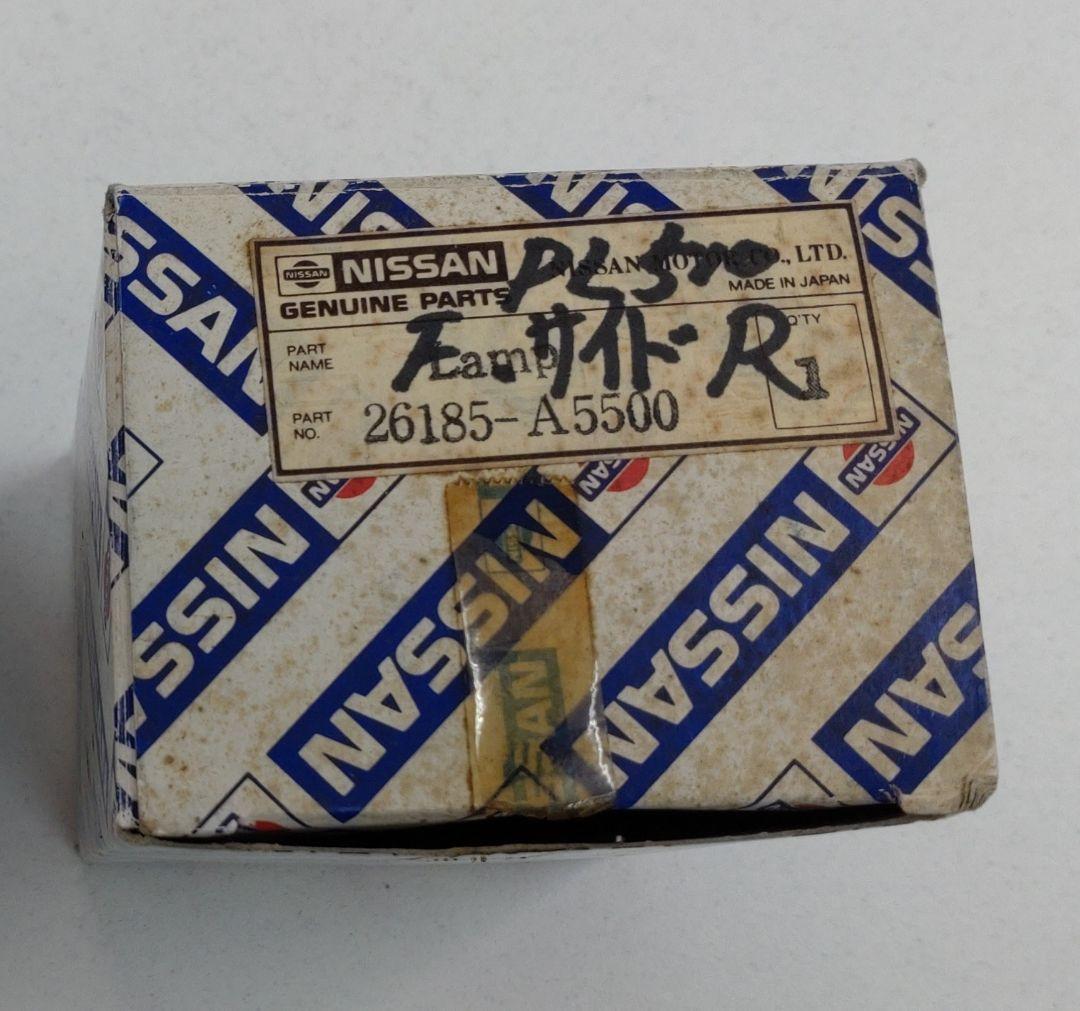 NISSAN NISSAN NISSAN MOTOR CO., LTD.
GENUINE PARTS MADE IN JAPAN
PART NAME Lamp Q'TY 1
F. サイド R
PART NO. 26185-A5500
NISSAN
NISSAN
NISSAN
NISSAN
NISSAN
NISSAN
NISSAN